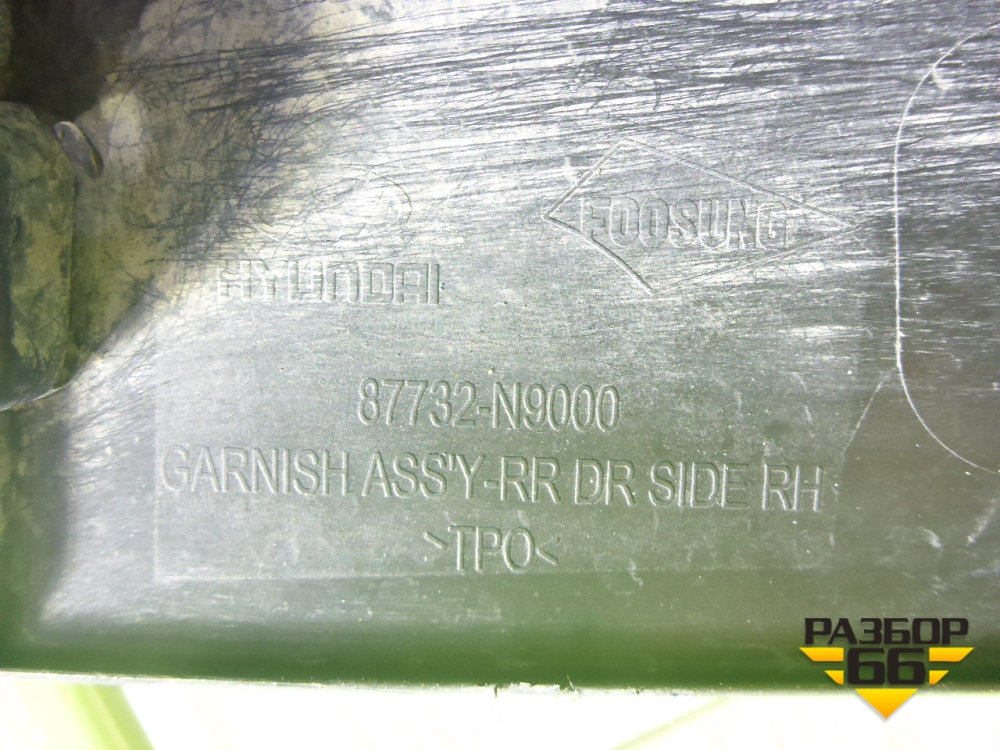 FOOSUNG
HYUNDAI
87732-N9000
GARNISH ASS'Y-RR DR SIDE RH
>TPO<
РАЗБОР
66